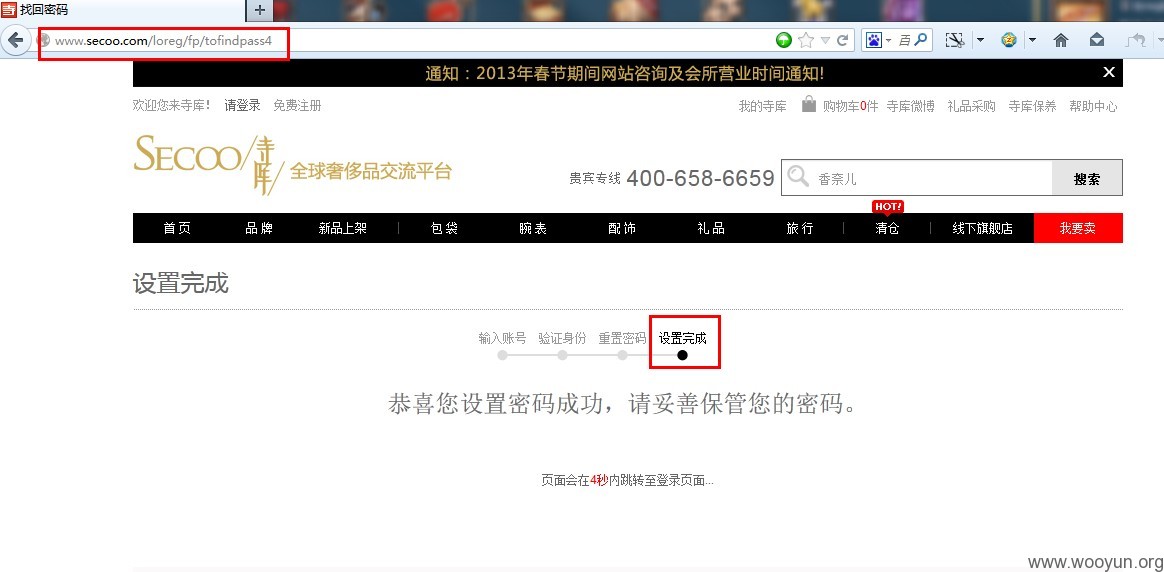 找回密码
www.secoo.com/loreg/fp/tofindpass4
百
通知：2013年春节期间网站咨询及会所营业时间通知!
欢迎您来寺库! 请登录 免费注册
我的寺库 购物车0件 寺库微博 礼品采购 寺库保养 帮助中心
SECOO/寺库/ 全球奢侈品交流平台
贵宾专线 400-658-6659
香奈儿 搜索
HOT!
首页 品牌 新品上架 包袋 腕表 配饰 礼品 旅行 清仓 线下旗舰店 我要卖
设置完成
输入账号 验证身份 重置密码 设置完成
恭喜您设置密码成功，请妥善保管您的密码。
页面会在4秒内跳转至登录页面...
www.wooyun.org